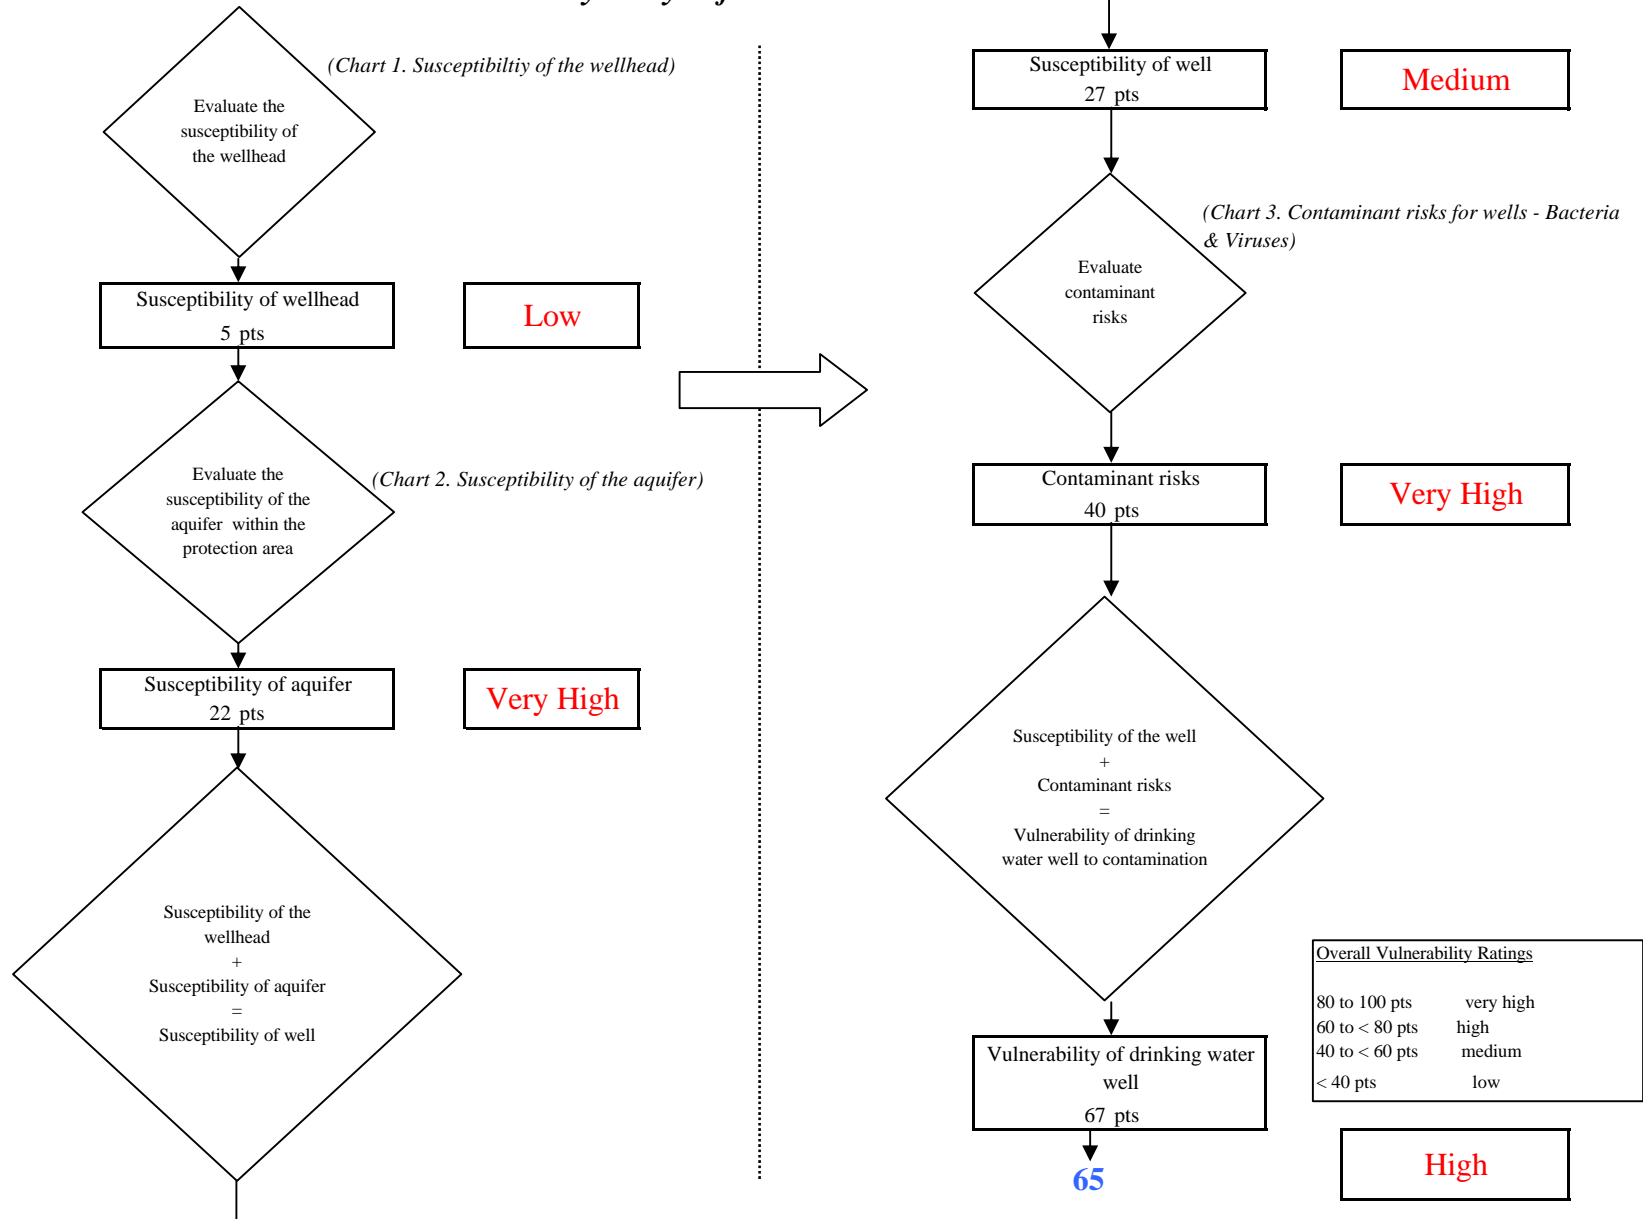 (Chart 1. Susceptibiltiy of the wellhead)
Evaluate the
susceptibility of
the wellhead
Susceptibility of wellhead
5 pts
Low
Evaluate the
susceptibility of the
aquifer within the
protection area
(Chart 2. Susceptibility of the aquifer)
Susceptibility of aquifer
22 pts
Very High
Susceptibility of the
wellhead
+
Susceptibility of aquifer
=
Susceptibility of well
Susceptibility of well
27 pts
Medium
(Chart 3. Contaminant risks for wells - Bacteria
& Viruses)
Evaluate
contaminant
risks
Contaminant risks
40 pts
Very High
Susceptibility of the well
+
Contaminant risks
=
Vulnerability of drinking
water well to contamination
Overall Vulnerability Ratings
80 to 100 pts very high
60 to < 80 pts high
40 to < 60 pts medium
< 40 pts low
Vulnerability of drinking water
well
67 pts
65
High